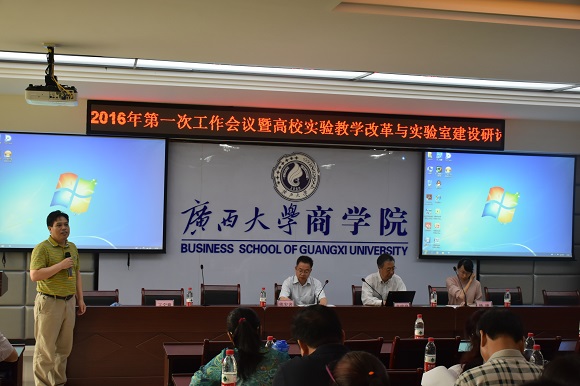 2016年第一次工作会议暨高校实验教学改革与实验室建设研讨
廣西大學商学院
BUSINESS SCHOOL OF GUANGXI UNIVERSITY